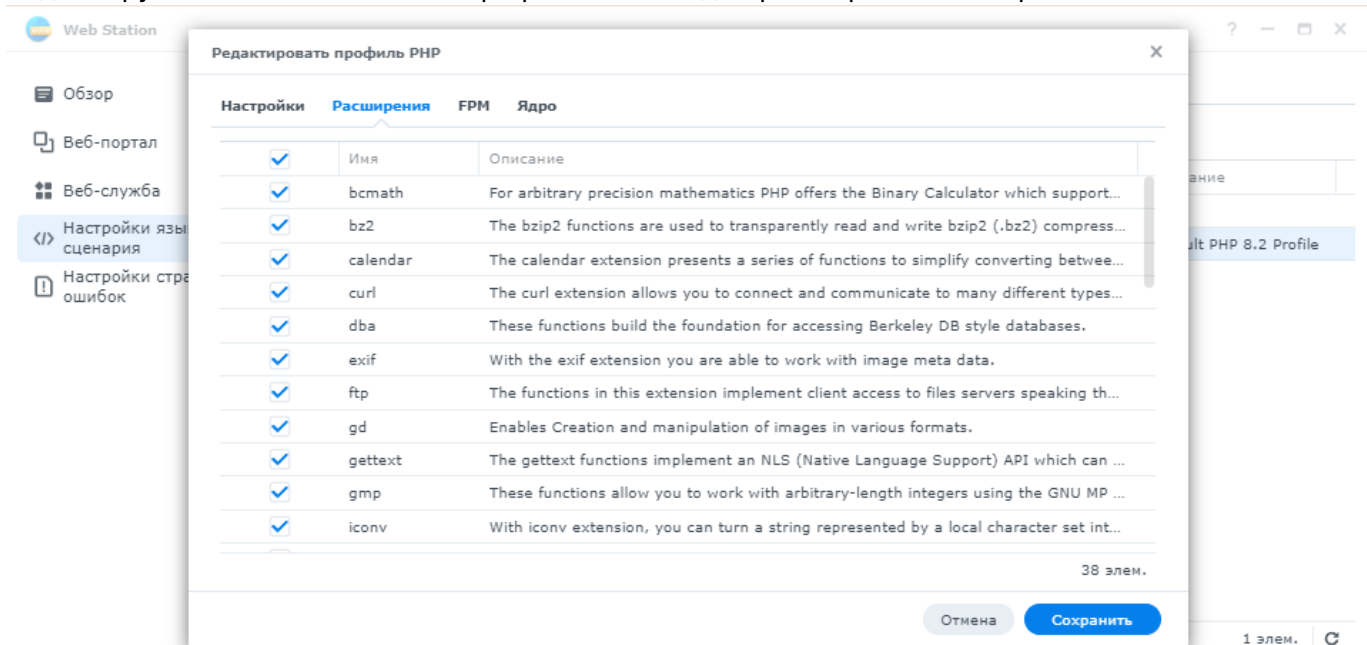 Web Station
Редактировать профиль PHP
Обзор
Веб-портал
Веб-служба
Настройки язы
сценария
Настройки стра
ошибок
Настройки Расширения FPM Ядро
Имя Описание
bcmath For arbitrary precision mathematics PHP offers the Binary Calculator which support...
bz2 The bzip2 functions are used to transparently read and write bzip2 (.bz2) compress...
calendar The calendar extension presents a series of functions to simplify converting betwee...
curl The curl extension allows you to connect and communicate to many different types...
dba These functions build the foundation for accessing Berkeley DB style databases.
exif With the exif extension you are able to work with image meta data.
ftp The functions in this extension implement client access to files servers speaking th...
gd Enables Creation and manipulation of images in various formats.
gettext The gettext functions implement an NLS (Native Language Support) API which can ...
gmp These functions allow you to work with arbitrary-length integers using the GNU MP ...
iconv With iconv extension, you can turn a string represented by a local character set int...
38 элем.
Отмена Сохранить
ание
ult PHP 8.2 Profile
1 элем.